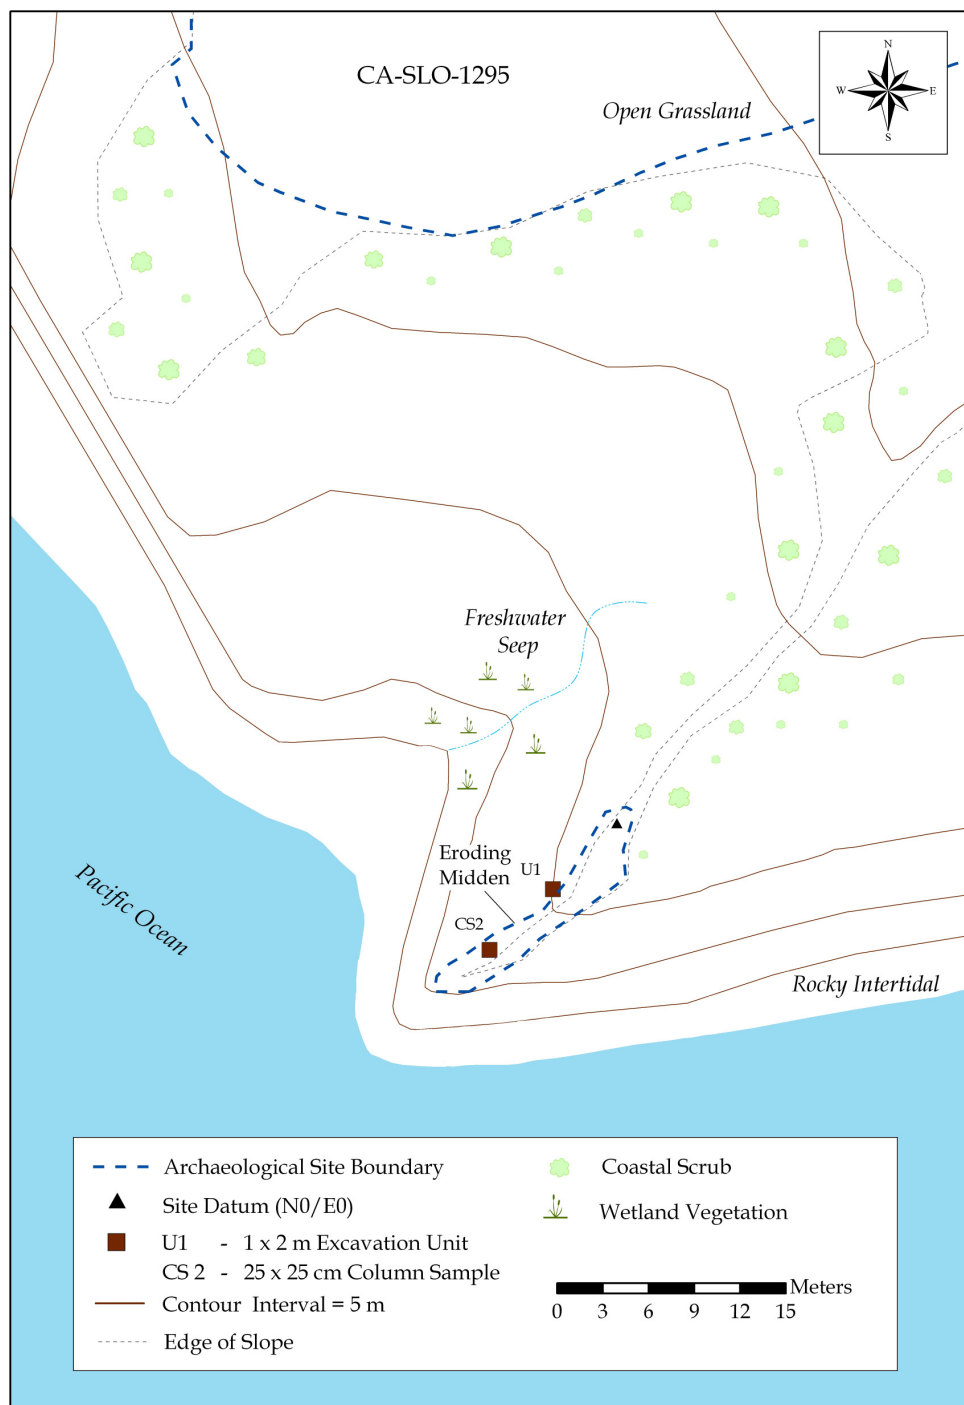 CA-SLO-1295
Open Grassland
N
W
E
S
Freshwater
Seep
Eroding
Midden
U1
CS2
Pacific Ocean
Rocky Intertidal
Archaeological Site Boundary
Site Datum (N0/E0)
U1 - 1 x 2 m Excavation Unit
CS 2 - 25 x 25 cm Column Sample
Contour Interval = 5 m
Edge of Slope
Coastal Scrub
Wetland Vegetation
Meters
0 3 6 9 12 15